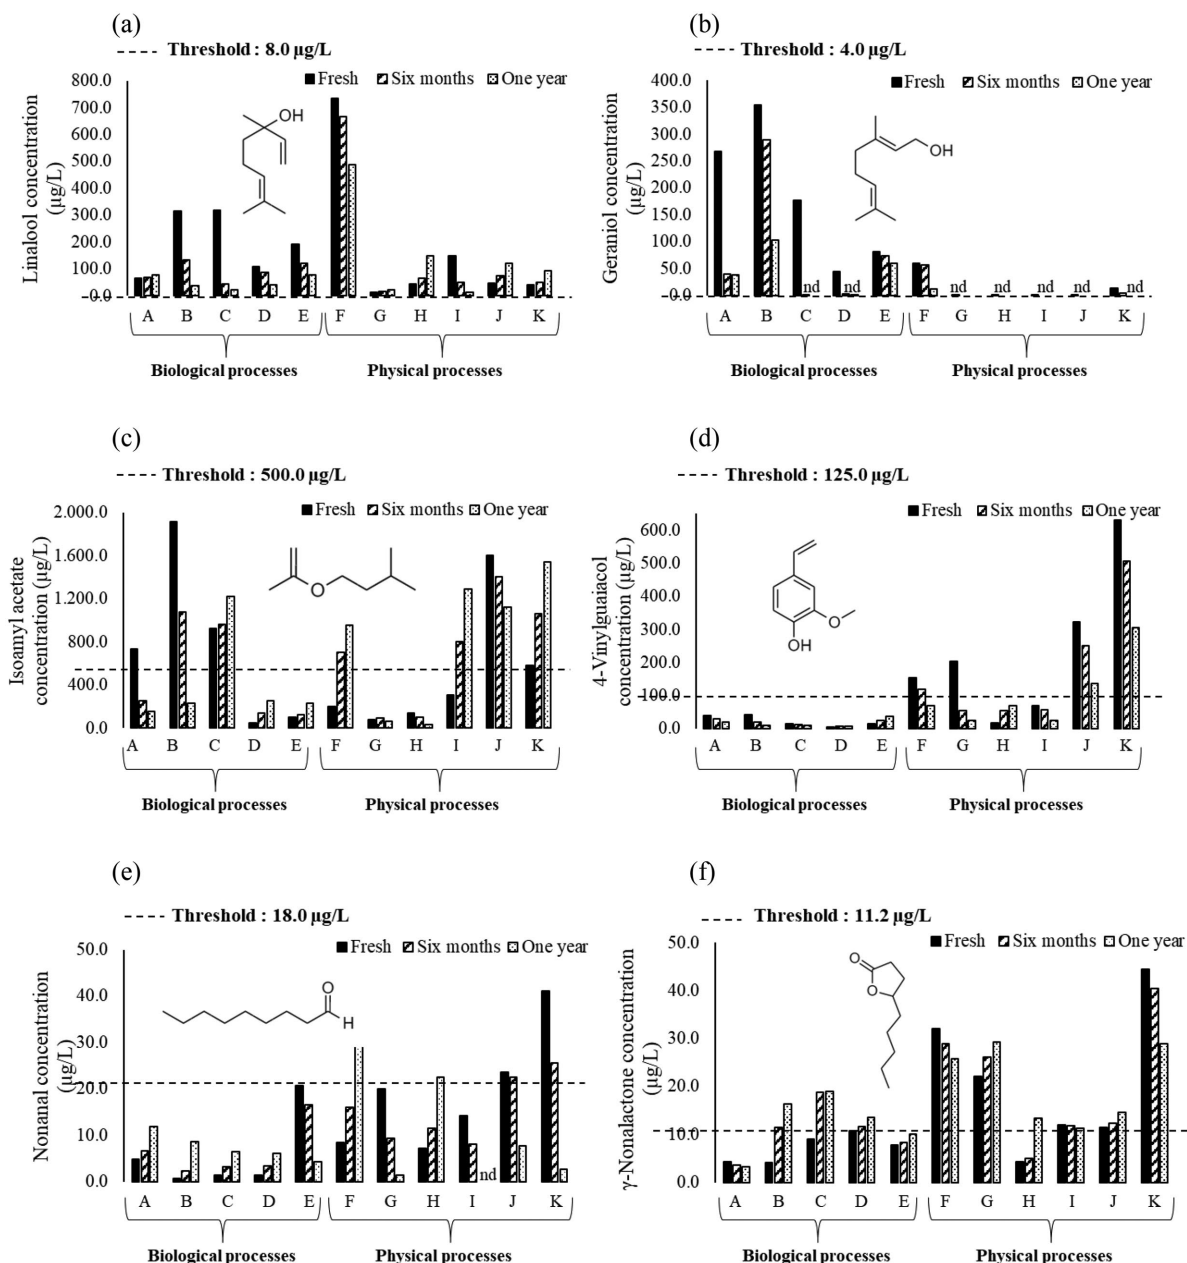 (a)
Threshold : 8.0 µg/L
Fresh Six months One year
Linalool concentration
(µg/L)
800.0
700.0
600.0
500.0
400.0
300.0
200.0
100.0
0.0
OH
A B C D E F G H I J K
Biological processes Physical processes
(b)
Threshold : 4.0 µg/L
Fresh Six months One year
Geraniol concentration
(µg/L)
400.0
350.0
300.0
250.0
200.0
150.0
100.0
50.0
0.0
OH
nd nd nd nd nd nd nd
A B C D E F G H I J K
Biological processes Physical processes
(c)
Threshold : 500.0 µg/L
Fresh Six months One year
Isoamyl acetate
concentration (µg/L)
2.000.0
1.600.0
1.200.0
800.0
400.0
0.0
O
A B C D E F G H I J K
Biological processes Physical processes
(d)
Threshold : 125.0 µg/L
Fresh Six months One year
4-Vinylguaiacol
concentration (µg/L)
600.0
500.0
400.0
300.0
200.0
100.0
0.0
O
OH
A B C D E F G H I J K
Biological processes Physical processes
(e)
Threshold : 18.0 µg/L
Fresh Six months One year
Nonanal concentration
(µg/L)
50.0
40.0
30.0
20.0
10.0
0.0
O
H
nd
A B C D E F G H I J K
Biological processes Physical processes
(f)
Threshold : 11.2 µg/L
Fresh Six months One year
γ-Nonalactone concentration
(µg/L)
50.0
40.0
30.0
20.0
10.0
0.0
O
O
A B C D E F G H I J K
Biological processes Physical processes